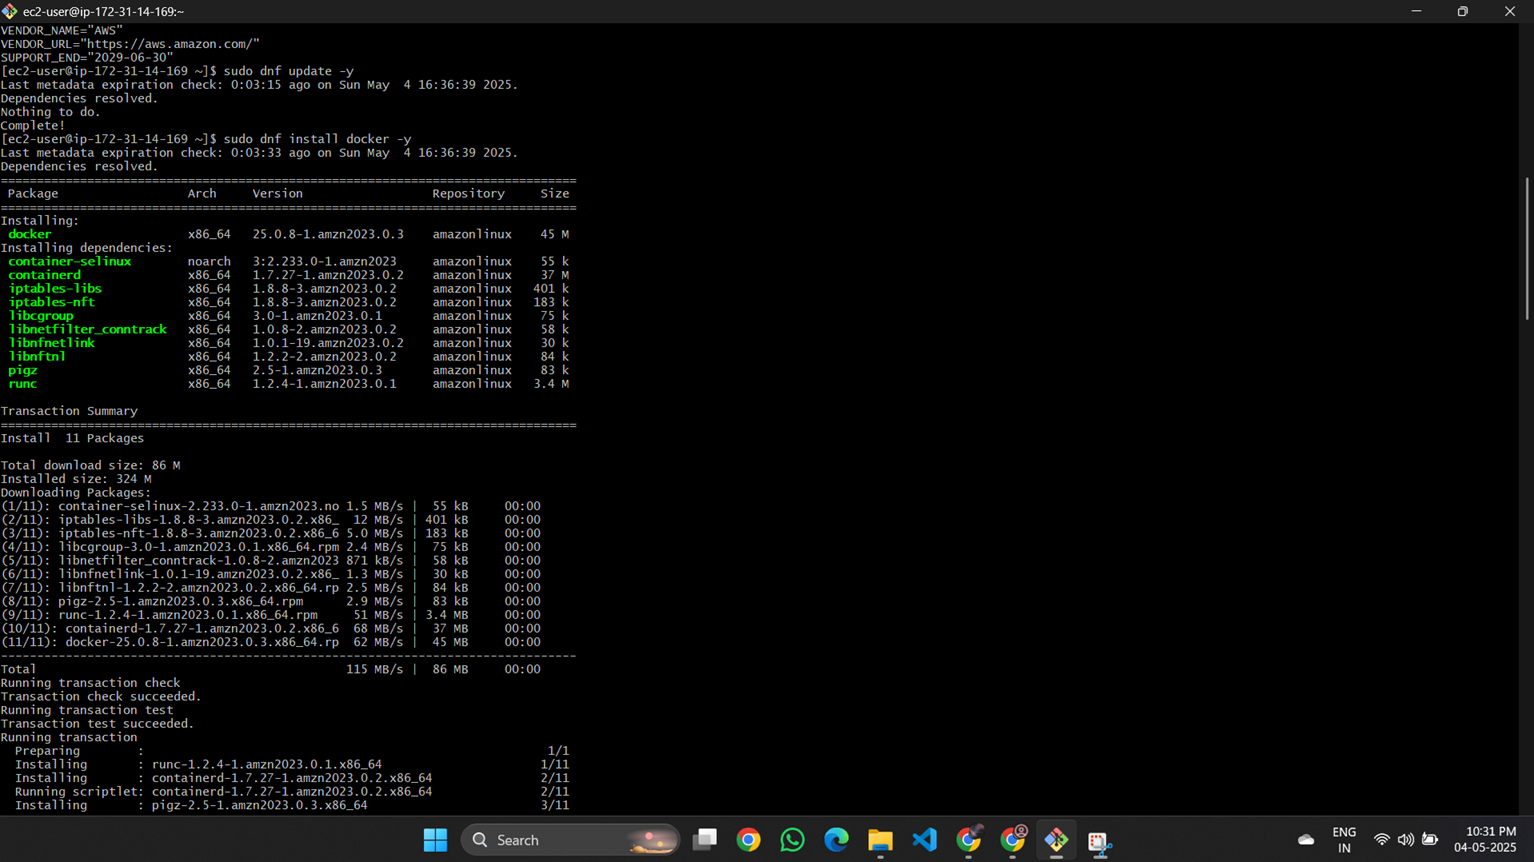 ec2-user@ip-172-31-14-169:~
VENDOR_NAME="AWS"
VENDOR_URL="https://aws.amazon.com/"
SUPPORT_END="2029-06-30"
[ec2-user@ip-172-31-14-169 ~]$ sudo dnf update -y
Last metadata expiration check: 0:03:15 ago on Sun May  4 16:36:39 2025.
Dependencies resolved.
Nothing to do.
Complete!
[ec2-user@ip-172-31-14-169 ~]$ sudo dnf install docker -y
Last metadata expiration check: 0:03:33 ago on Sun May  4 16:36:39 2025.
Dependencies resolved.
================================================================================
 Package                  Arch     Version                  Repository     Size
================================================================================
Installing:
 docker                   x86_64   25.0.8-1.amzn2023.0.3    amazonlinux    45 M
Installing dependencies:
 container-selinux        noarch   3:2.233.0-1.amzn2023     amazonlinux    55 k
 containerd               x86_64   1.7.27-1.amzn2023.0.2    amazonlinux    37 M
 iptables-libs            x86_64   1.8.8-3.amzn2023.0.2     amazonlinux   401 k
 iptables-nft             x86_64   1.8.8-3.amzn2023.0.2     amazonlinux   183 k
 libcgroup                x86_64   3.0-1.amzn2023.0.1       amazonlinux    75 k
 libnetfilter_conntrack   x86_64   1.0.8-2.amzn2023.0.2     amazonlinux    58 k
 libnfnetlink             x86_64   1.0.1-19.amzn2023.0.2    amazonlinux    30 k
 libnftnl                 x86_64   1.2.2-2.amzn2023.0.2     amazonlinux    84 k
 pigz                     x86_64   2.5-1.amzn2023.0.3       amazonlinux    83 k
 runc                     x86_64   1.2.4-1.amzn2023.0.1     amazonlinux   3.4 M
Transaction Summary
================================================================================
Install  11 Packages
Total download size: 86 M
Installed size: 324 M
Downloading Packages:
(1/11): container-selinux-2.233.0-1.amzn2023.no 1.5 MB/s |  55 kB     00:00
(2/11): iptables-libs-1.8.8-3.amzn2023.0.2.x86_  12 MB/s | 401 kB     00:00
(3/11): iptables-nft-1.8.8-3.amzn2023.0.2.x86_6 5.0 MB/s | 183 kB     00:00
(4/11): libcgroup-3.0-1.amzn2023.0.1.x86_64.rpm 2.4 MB/s |  75 kB     00:00
(5/11): libnetfilter_conntrack-1.0.8-2.amzn2023 871 kB/s |  58 kB     00:00
(6/11): libnfnetlink-1.0.1-19.amzn2023.0.2.x86_ 1.3 MB/s |  30 kB     00:00
(7/11): libnftnl-1.2.2-2.amzn2023.0.2.x86_64.rp 2.5 MB/s |  84 kB     00:00
(8/11): pigz-2.5-1.amzn2023.0.3.x86_64.rpm      2.9 MB/s |  83 kB     00:00
(9/11): runc-1.2.4-1.amzn2023.0.1.x86_64.rpm     51 MB/s | 3.4 MB     00:00
(10/11): containerd-1.7.27-1.amzn2023.0.2.x86_6  68 MB/s |  37 MB     00:00
(11/11): docker-25.0.8-1.amzn2023.0.3.x86_64.rp  62 MB/s |  45 MB     00:00
--------------------------------------------------------------------------------
Total                                           115 MB/s |  86 MB     00:00
Running transaction check
Transaction check succeeded.
Running transaction test
Transaction test succeeded.
Running transaction
  Preparing        :                                                        1/1
  Installing       : runc-1.2.4-1.amzn2023.0.1.x86_64                      1/11
  Installing       : containerd-1.7.27-1.amzn2023.0.2.x86_64               2/11
  Running scriptlet: containerd-1.7.27-1.amzn2023.0.2.x86_64               2/11
  Installing       : pigz-2.5-1.amzn2023.0.3.x86_64                        3/11
Search
ENG
IN
10:31 PM
04-05-2025